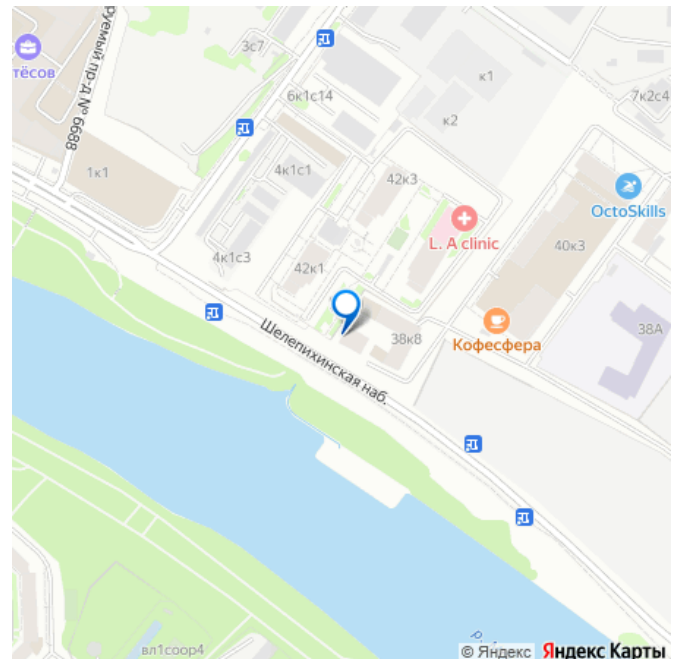 руемый пр-д № 6688
тёсов
3с7
6к1с14
к1
к2
7к2с4
1к1
4к1с1
42к3
OctoSkills
L. A clinic
40к3
4к1с3
42к1
Шелепихинская наб.
38к8
Кофесфера
38А
вл1соор4
© Яндекс Яндекс Карты